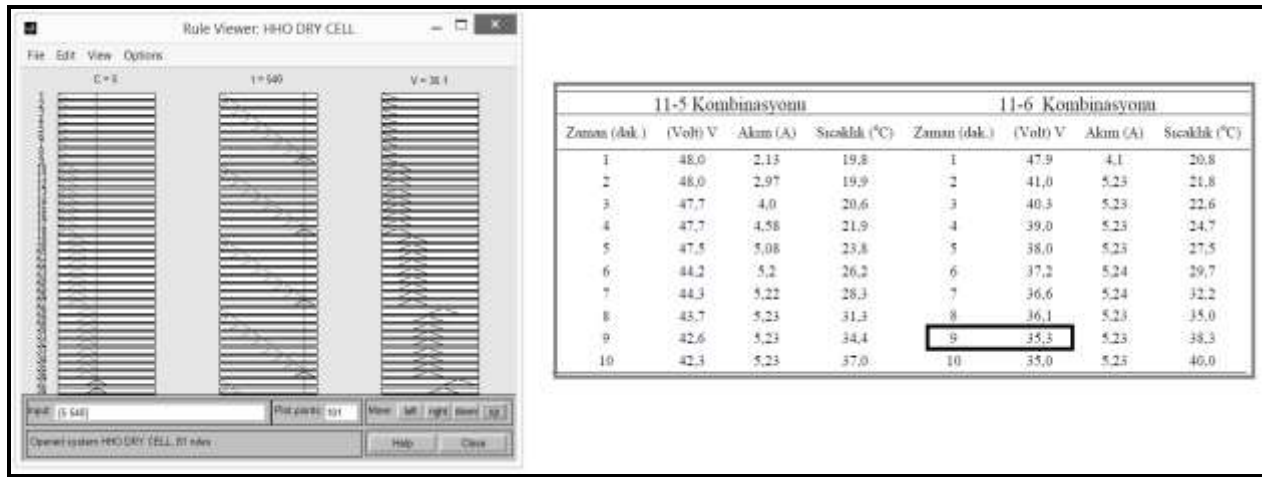 Rule Viewer: HHO DRY CELL
File Edit View Options
C = 5 t = 540
Input: [5 540] Plot points: 101 Move: left right down up
Opened system HHO DRY CELL, 81 rules Help Close
11-5 Kombinasyonu 11-6 Kombinasyonu
Zaman (dak.) (Volt) V Akım (A) Sıcaklık (⁰C) Zaman (dak.) (Volt) V Akım (A) Sıcaklık (⁰C)
1 48,0 2,13 19,8 1 47,9 4,1 20,8
2 48,0 2,97 19,9 2 41,0 5,23 21,8
3 47,7 4,0 20,6 3 40,3 5,23 22,6
4 47,7 4,58 21,9 4 39,0 5,23 24,7
5 47,5 5,08 23,8 5 38,0 5,23 27,5
6 44,2 5,2 26,2 6 37,2 5,24 29,7
7 44,3 5,22 28,3 7 36,6 5,24 32,2
8 43,7 5,23 31,3 8 36,1 5,23 35,0
9 42,6 5,23 34,4 9 35,3 5,23 38,3
10 42,3 5,23 37,0 10 35,0 5,23 40,0